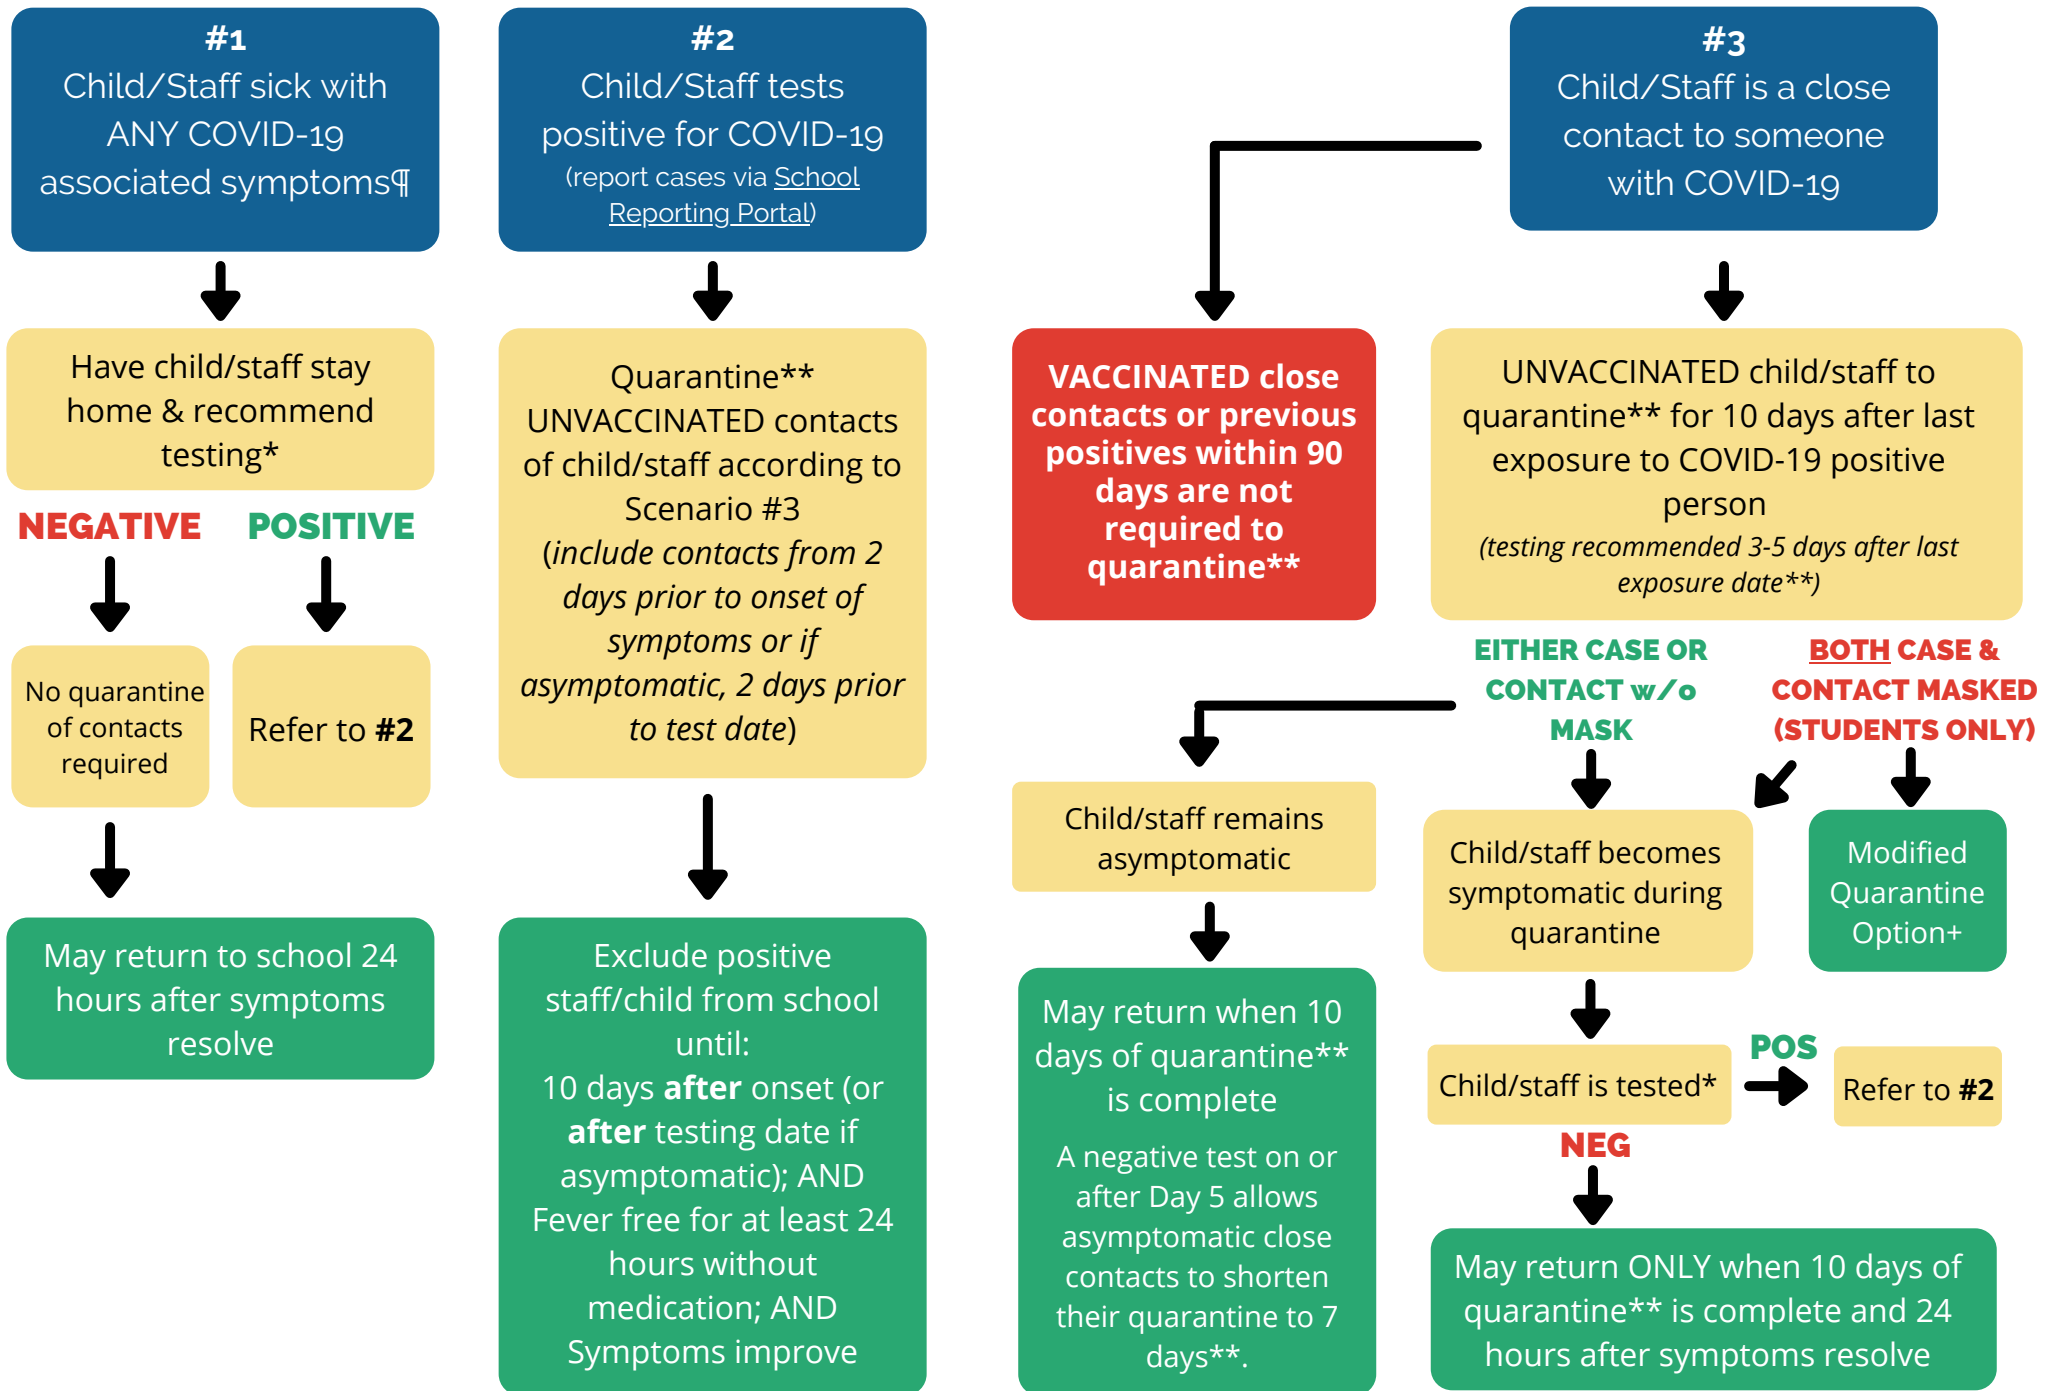 #1
Child/Staff sick with
ANY COVID-19
associated symptoms¶
Have child/staff stay
home & recommend
testing*
NEGATIVE
POSITIVE
No quarantine
of contacts
required
Refer to #2
May return to school 24
hours after symptoms
resolve
#2
Child/Staff tests
positive for COVID-19
(report cases via School
Reporting Portal)
Quarantine**
UNVACCINATED contacts
of child/staff according to
Scenario #3
(include contacts from 2
days prior to onset of
symptoms or if
asymptomatic, 2 days prior
to test date)
Exclude positive
staff/child from school
until:
10 days after onset (or
after testing date if
asymptomatic); AND
Fever free for at least 24
hours without
medication; AND
Symptoms improve
#3
Child/Staff is a close
contact to someone
with COVID-19
VACCINATED close
contacts or previous
positives within 90
days are not
required to
quarantine**
UNVACCINATED child/staff to
quarantine** for 10 days after last
exposure to COVID-19 positive
person
(testing recommended 3-5 days after last
exposure date**)
EITHER CASE OR
CONTACT w/o
MASK
BOTH CASE &
CONTACT MASKED
(STUDENTS ONLY)
Child/staff remains
asymptomatic
May return when 10
days of quarantine**
is complete
A negative test on or
after Day 5 allows
asymptomatic close
contacts to shorten
their quarantine to 7
days**.
Child/staff becomes
symptomatic during
quarantine
Modified
Quarantine
Option+
Child/staff is tested*
POS
Refer to #2
NEG
May return ONLY when 10 days of
quarantine** is complete and 24
hours after symptoms resolve